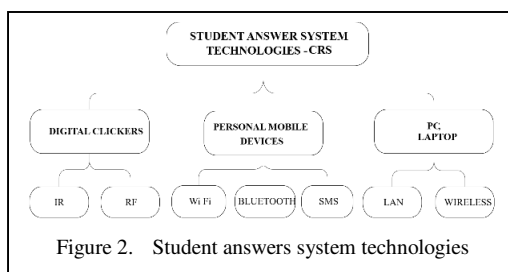 STUDENT ANSWER SYSTEM
TECHNOLOGIES - CRS
DIGITAL CLICKERS
PERSONAL MOBILE
DEVICES
PC,
LAPTOP
IR
RF
Wi Fi
BLUETOOTH
SMS
LAN
WIRELESS
Figure 2. Student answers system technologies